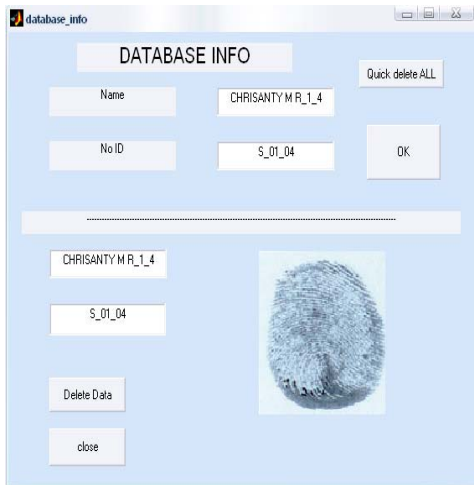 database_info
DATABASE INFO
Quick delete ALL
Name
CHRISANTY M R_1_4
No ID
S_01_04
OK
--------------------------------------------------------------------------------------------------------
CHRISANTY M R_1_4
S_01_04
Delete Data
close